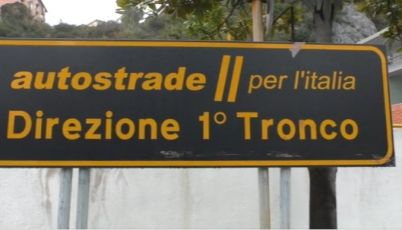 autostrade // per l'italia
Direzione 1° Tronco